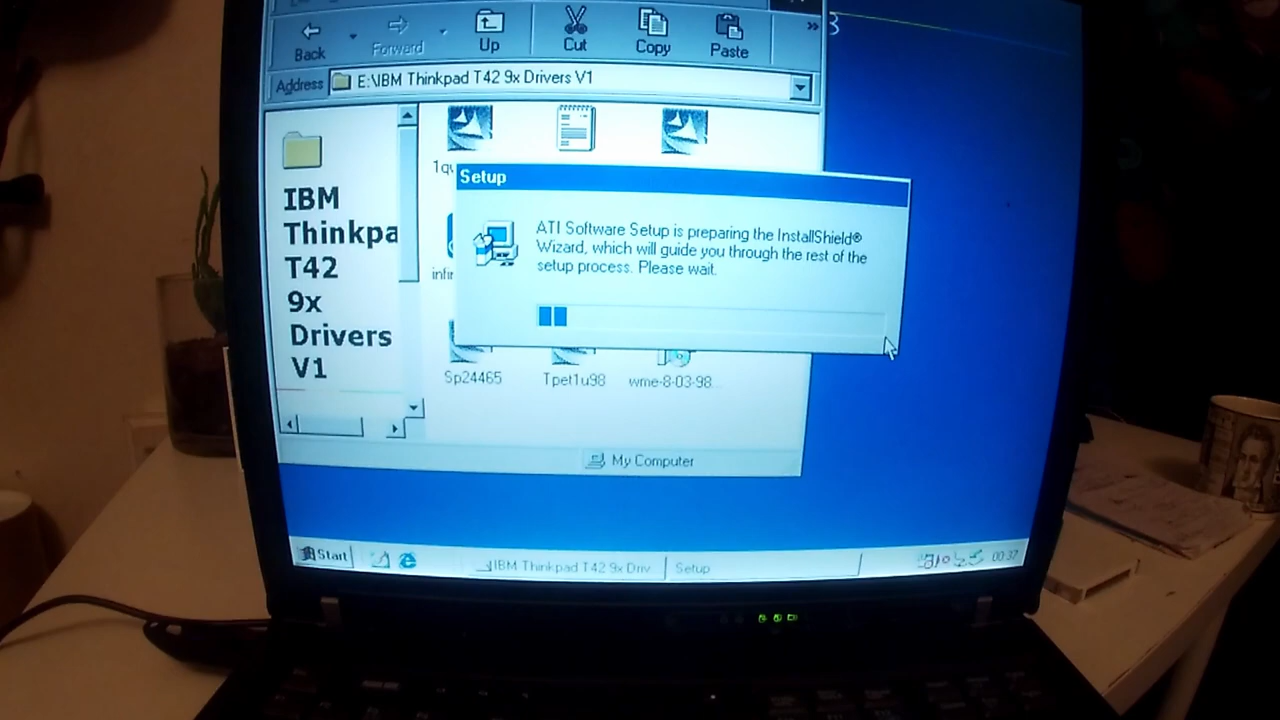 Back
Forward
Up
Cut
Copy
Paste
»
3
Address E:\IBM Thinkpad T42 9x Drivers V1
IBM
Thinkpa
T42
9x
Drivers
V1
Setup
ATI Software Setup is preparing the InstallShield®
Wizard, which will guide you through the rest of the
setup process. Please wait.
Sp24465
Tpet1u98
wme-8-03-98...
My Computer
Start
IBM Thinkpad T42 9x Driv
Setup
00:37